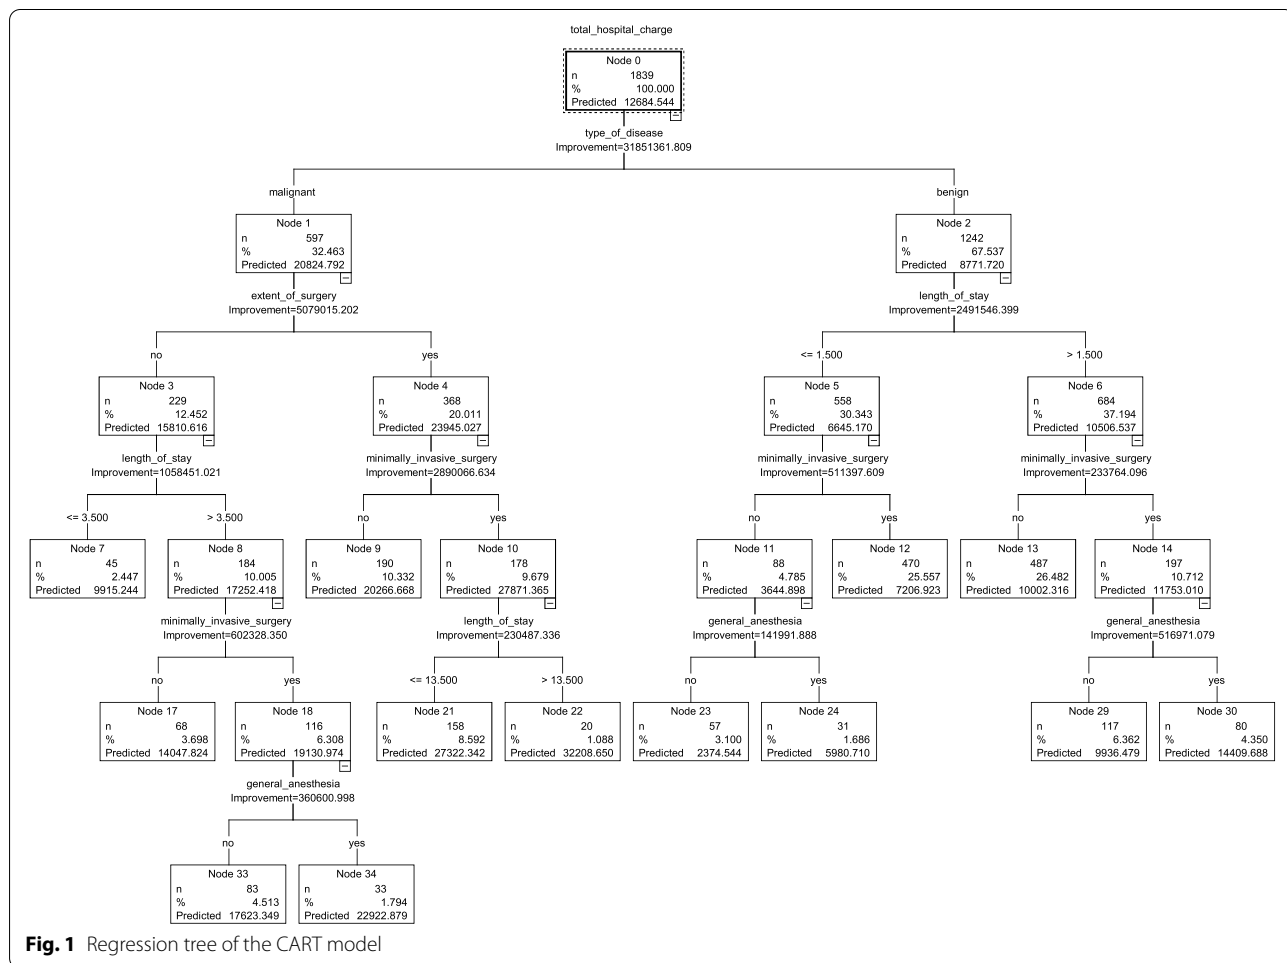 total_hospital_charge
Node 0
n 1839
% 100.000
Predicted 12684.544
type_of_disease
Improvement=31851361.809
malignant
benign
Node 1
n 597
% 32.463
Predicted 20824.792
Node 2
n 1242
% 67.537
Predicted 8771.720
extent_of_surgery
Improvement=5079015.202
length_of_stay
Improvement=2491546.399
no
yes
<= 1.500
> 1.500
Node 3
n 229
% 12.452
Predicted 15810.616
Node 4
n 368
% 20.011
Predicted 23945.027
Node 5
n 558
% 30.343
Predicted 6645.170
Node 6
n 684
% 37.194
Predicted 10506.537
length_of_stay
Improvement=1058451.021
minimally_invasive_surgery
Improvement=2890066.634
minimally_invasive_surgery
Improvement=511397.609
minimally_invasive_surgery
Improvement=233764.096
<= 3.500
> 3.500
no
yes
no
yes
no
yes
Node 7
n 45
% 2.447
Predicted 9915.244
Node 8
n 184
% 10.005
Predicted 17252.418
Node 9
n 190
% 10.332
Predicted 20266.668
Node 10
n 178
% 9.679
Predicted 27871.365
Node 11
n 88
% 4.785
Predicted 3644.898
Node 12
n 470
% 25.557
Predicted 7206.923
Node 13
n 487
% 26.482
Predicted 10002.316
Node 14
n 197
% 10.712
Predicted 11753.010
minimally_invasive_surgery
Improvement=602328.350
length_of_stay
Improvement=230487.336
general_anesthesia
Improvement=141991.888
general_anesthesia
Improvement=516971.079
no
yes
<= 13.500
> 13.500
no
yes
no
yes
Node 17
n 68
% 3.698
Predicted 14047.824
Node 18
n 116
% 6.308
Predicted 19130.974
Node 21
n 158
% 8.592
Predicted 27322.342
Node 22
n 20
% 1.088
Predicted 32208.650
Node 23
n 57
% 3.100
Predicted 2374.544
Node 24
n 31
% 1.686
Predicted 5980.710
Node 29
n 117
% 6.362
Predicted 9936.479
Node 30
n 80
% 4.350
Predicted 14409.688
general_anesthesia
Improvement=360600.998
no
yes
Node 33
n 83
% 4.513
Predicted 17623.349
Node 34
n 33
% 1.794
Predicted 22922.879
Fig. 1 Regression tree of the CART model